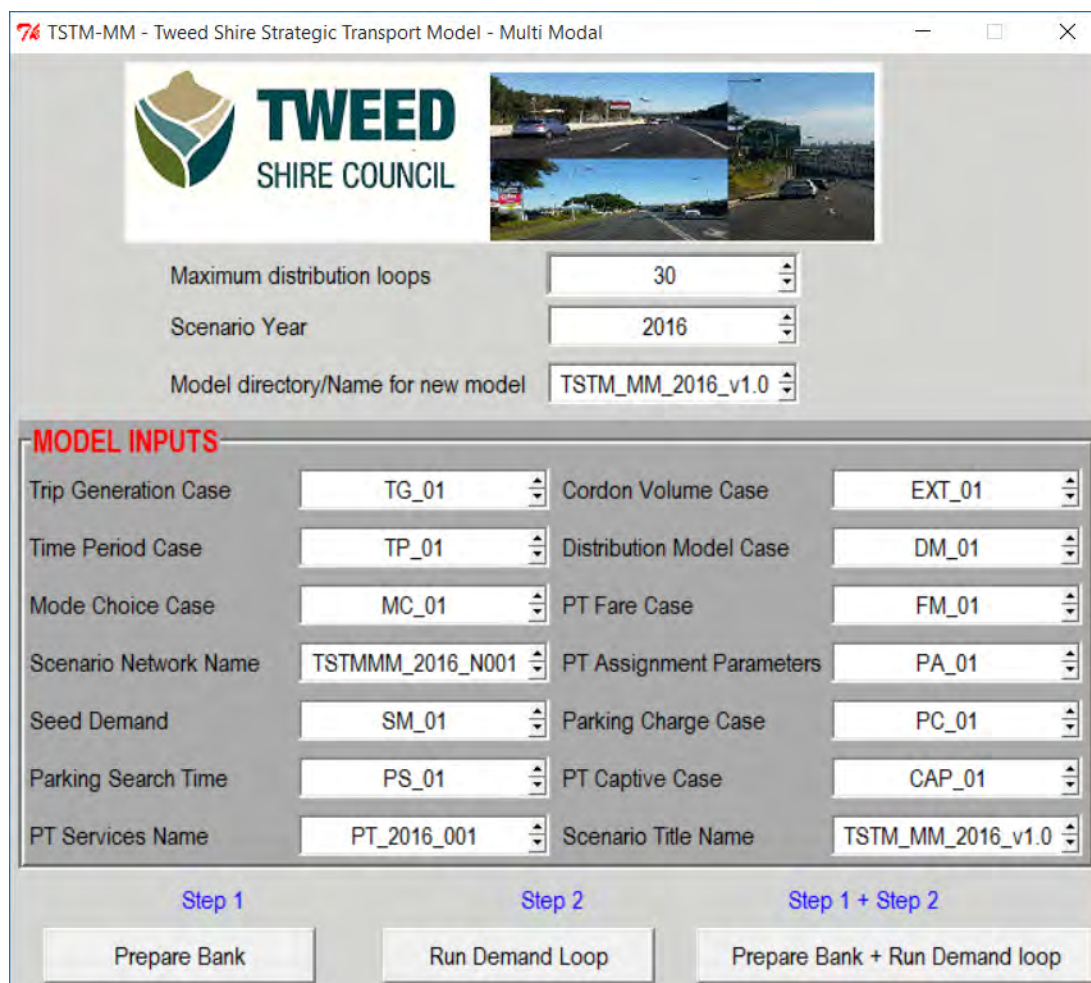 TSTM-MM - Tweed Shire Strategic Transport Model - Multi Modal
TWEED
SHIRE COUNCIL
Maximum distribution loops 30
Scenario Year 2016
Model directory/Name for new model TSTM_MM_2016_v1.0
MODEL INPUTS
Trip Generation Case TG_01 Cordon Volume Case EXT_01
Time Period Case TP_01 Distribution Model Case DM_01
Mode Choice Case MC_01 PT Fare Case FM_01
Scenario Network Name TSTMMM_2016_N001 PT Assignment Parameters PA_01
Seed Demand SM_01 Parking Charge Case PC_01
Parking Search Time PS_01 PT Captive Case CAP_01
PT Services Name PT_2016_001 Scenario Title Name TSTM_MM_2016_v1.0
Step 1 Step 2 Step 1 + Step 2
Prepare Bank Run Demand Loop Prepare Bank + Run Demand loop